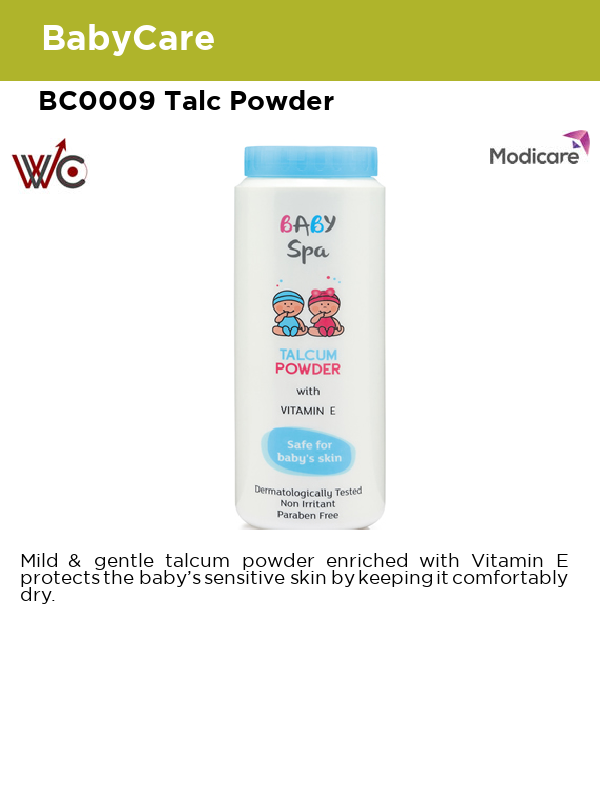 BabyCare
BC0009 Talc Powder
WC
Modicare
BABY
Spa
TALCUM
POWDER
with
VITAMIN E
Safe for
baby's skin
Dermatologically Tested
Non Irritant
Paraben Free
Mild & gentle talcum powder enriched with Vitamin E
protects the baby's sensitive skin by keeping it comfortably
dry.